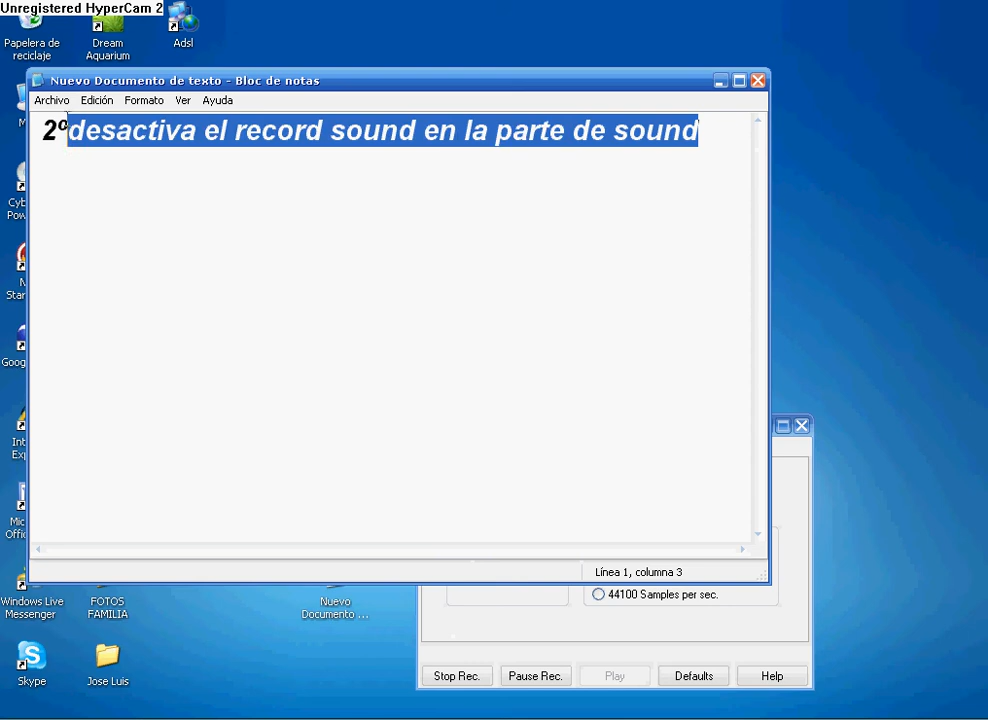 Unregistered HyperCam 2
Papelera de
reciclaje
Dream
Aquarium
Adsl
Nuevo Documento de texto - Bloc de notas
Archivo Edición Formato Ver Ayuda
2ºdesactiva el record sound en la parte de sound
Línea 1, columna 3
44100 Samples per sec.
Stop Rec. Pause Rec. Play Defaults Help
Windows Live
Messenger
FOTOS
FAMILIA
Nuevo
Documento ...
Skype
Jose Luis